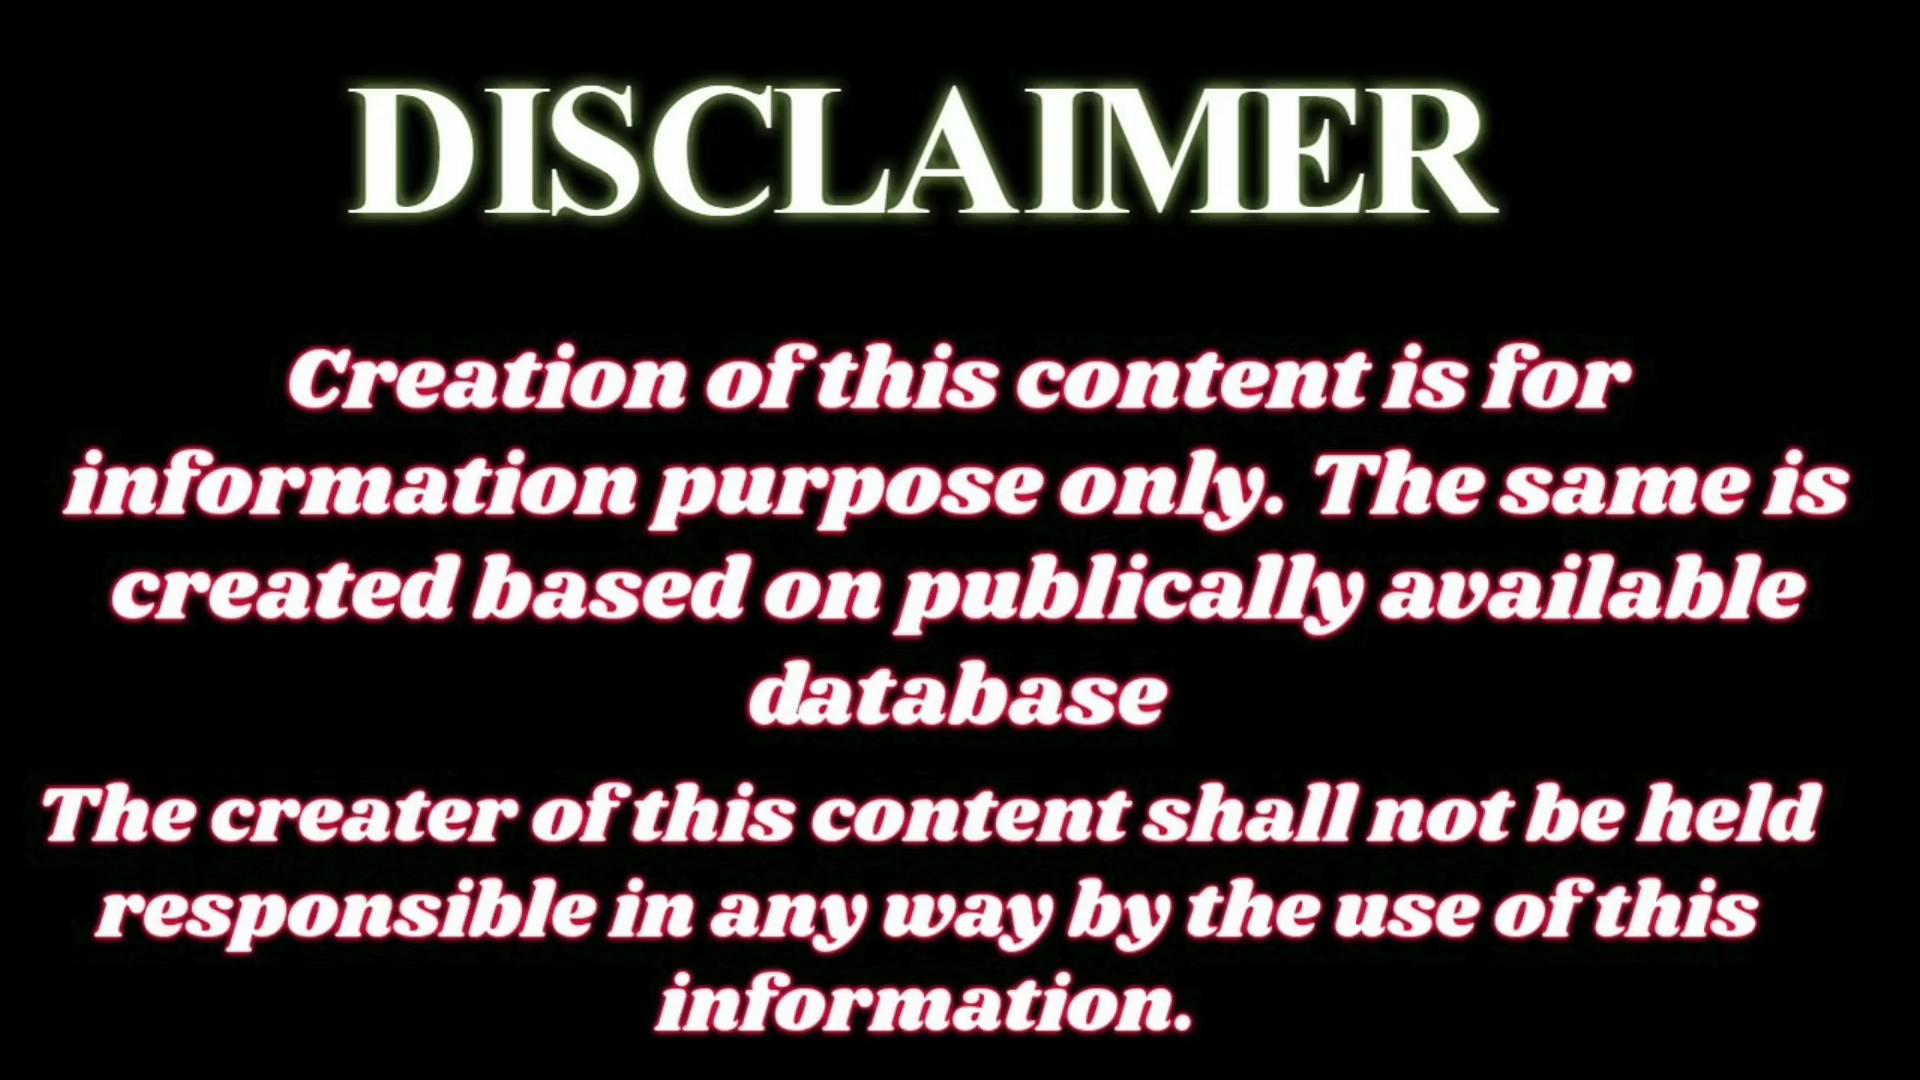 DISCLAIMER
Creation of this content is for
information purpose only. The same is
created based on publically available
database
The creater of this content shall not be held
responsible in any way by the use of this
information.